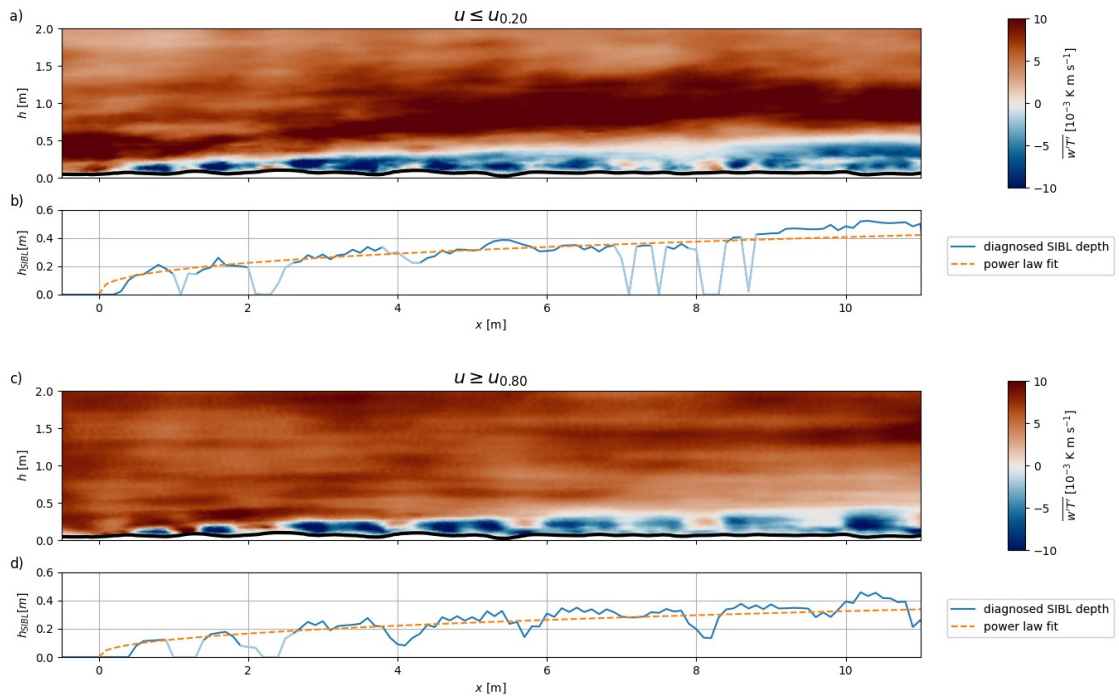 a)
u ≤ u0.20
2.0
1.5
1.0
0.5
0.0
h [m]
10
5
0
−5
−10
w'T' [10⁻³ K m s⁻¹]
b)
0.6
0.4
0.2
0.0
hSIBL[m]
0 2 4 6 8 10
x [m]
diagnosed SIBL depth
power law fit
c)
u ≥ u0.80
2.0
1.5
1.0
0.5
0.0
h [m]
10
5
0
−5
−10
w'T' [10⁻³ K m s⁻¹]
d)
0.6
0.4
0.2
0.0
hSIBL[m]
0 2 4 6 8 10
x [m]
diagnosed SIBL depth
power law fit